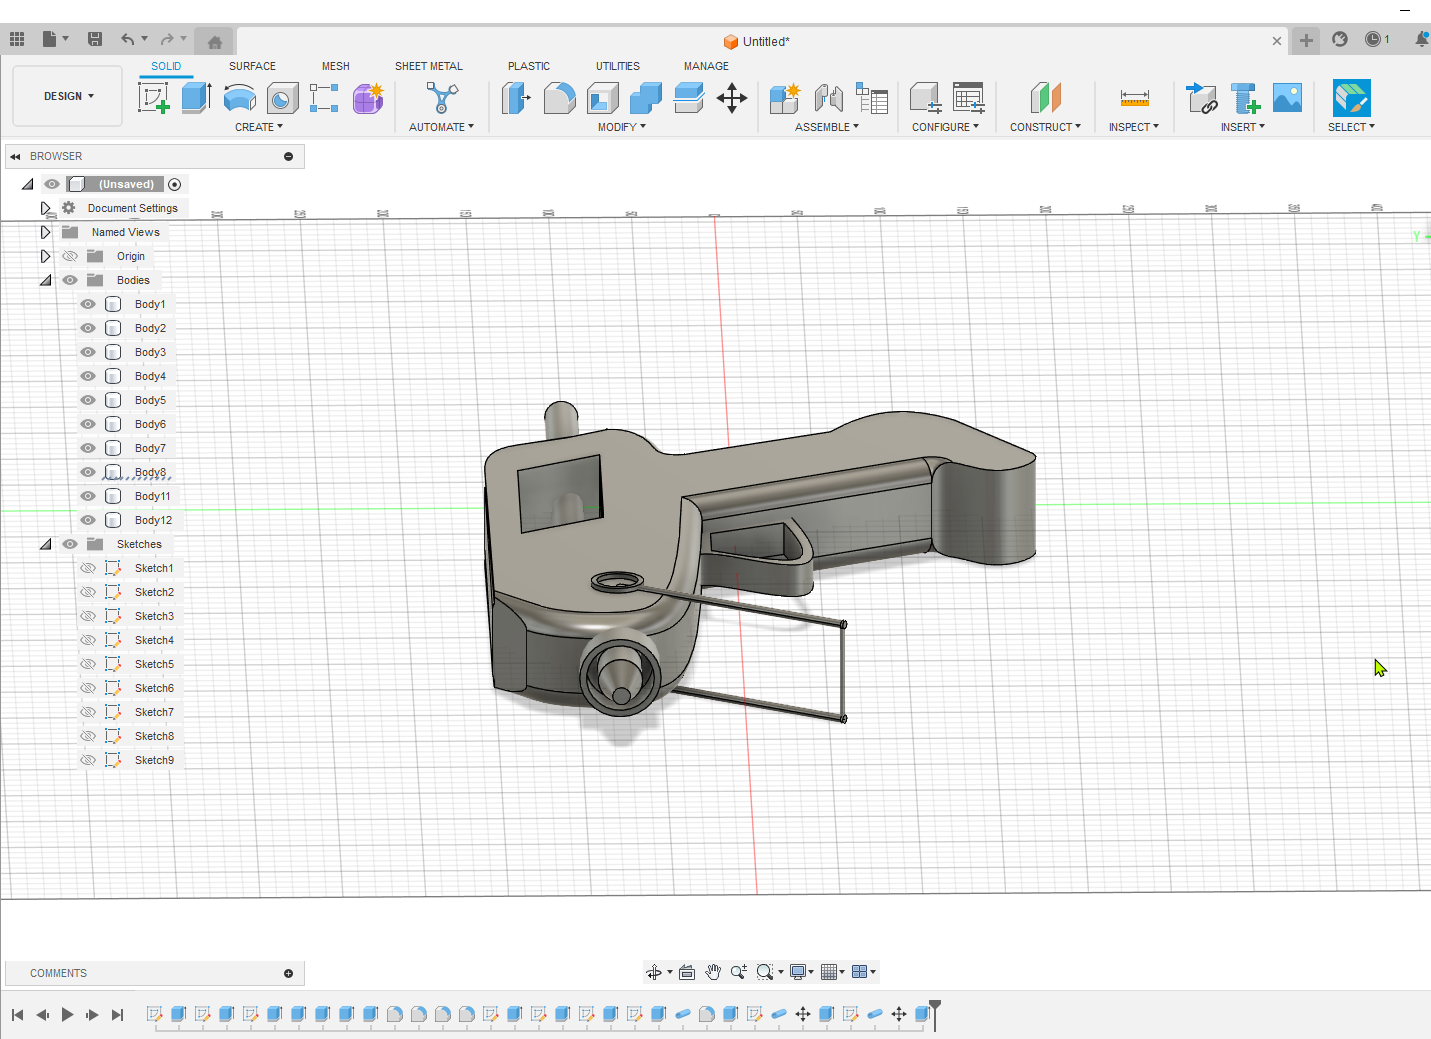 Untitled*
1
SOLID SURFACE MESH SHEET METAL PLASTIC UTILITIES MANAGE
DESIGN
CREATE AUTOMATE MODIFY ASSEMBLE CONFIGURE CONSTRUCT INSPECT INSERT SELECT
BROWSER
(Unsaved)
Document Settings
Named Views
Y
Origin
Bodies
Body1
Body2
Body3
Body4
Body5
Body6
Body7
Body8
Body11
Body12
Sketches
Sketch1
Sketch2
Sketch3
Sketch4
Sketch5
Sketch6
Sketch7
Sketch8
Sketch9
COMMENTS